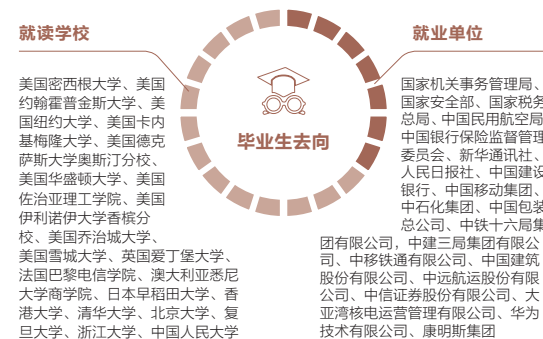 就读学校
美国密西根大学、美国
约翰霍普金斯大学、美
国纽约大学、美国卡内
基梅隆大学、美国德克
萨斯大学奥斯汀分校、
美国华盛顿大学、美国
佐治亚理工学院、美国
伊利诺伊大学香槟分
校、美国乔治城大学、
美国雪城大学、英国爱丁堡大学、
法国巴黎电信学院、澳大利亚悉尼
大学商学院、日本早稻田大学、香
港大学、清华大学、北京大学、复
旦大学、浙江大学、中国人民大学
毕业生去向
就业单位
国家机关事务管理局、
国家安全部、国家税务
总局、中国民用航空局
中国银行保险监督管理
委员会、新华通讯社、
人民日报社、中国建设
银行、中国移动集团、
中石化集团、中国包装
总公司、中铁十六局集
团有限公司，中建三局集团有限公
司、中移铁通有限公司、中国建筑
股份有限公司、中远航运股份有限
公司、中信证券股份有限公司、大
亚湾核电运营管理有限公司、华为
技术有限公司、康明斯集团